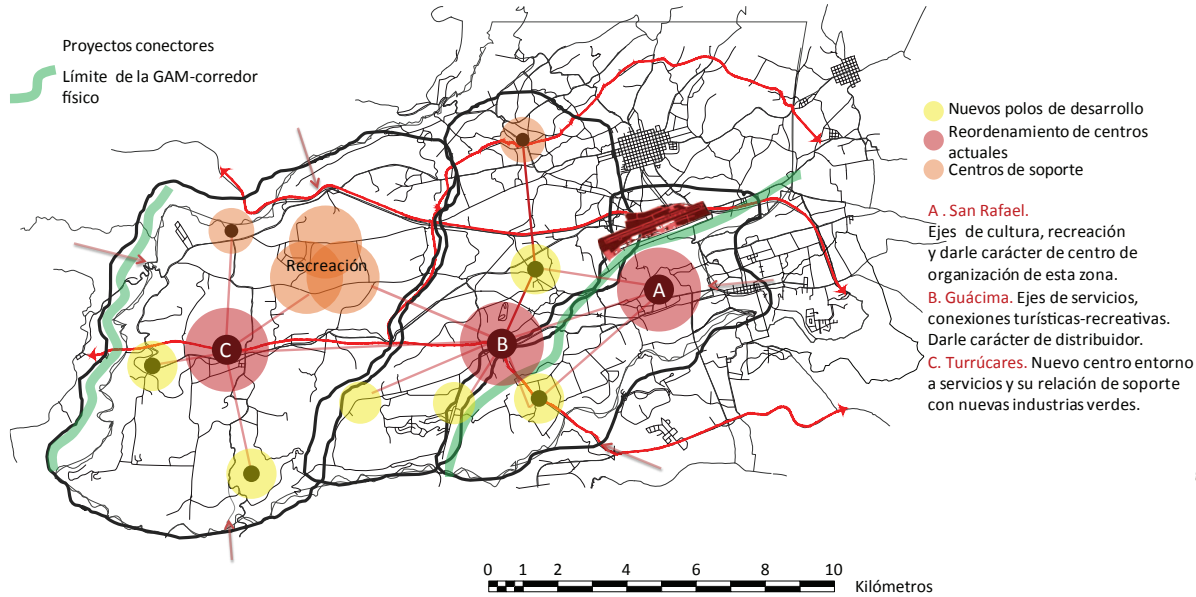 Proyectos conectores
Límite de la GAM-corredor
físico
Nuevos polos de desarrollo
Reordenamiento de centros
actuales
Centros de soporte
A . San Rafael.
Ejes de cultura, recreación
y darle carácter de centro de
organización de esta zona.
B. Guácima. Ejes de servicios,
conexiones turísticas-recreativas.
Darle carácter de distribuidor.
C. Turrúcares. Nuevo centro entorno
a servicios y su relación de soporte
con nuevas industrias verdes.
Recreación
A
B
C
0 1 2 4 6 8 10
Kilómetros